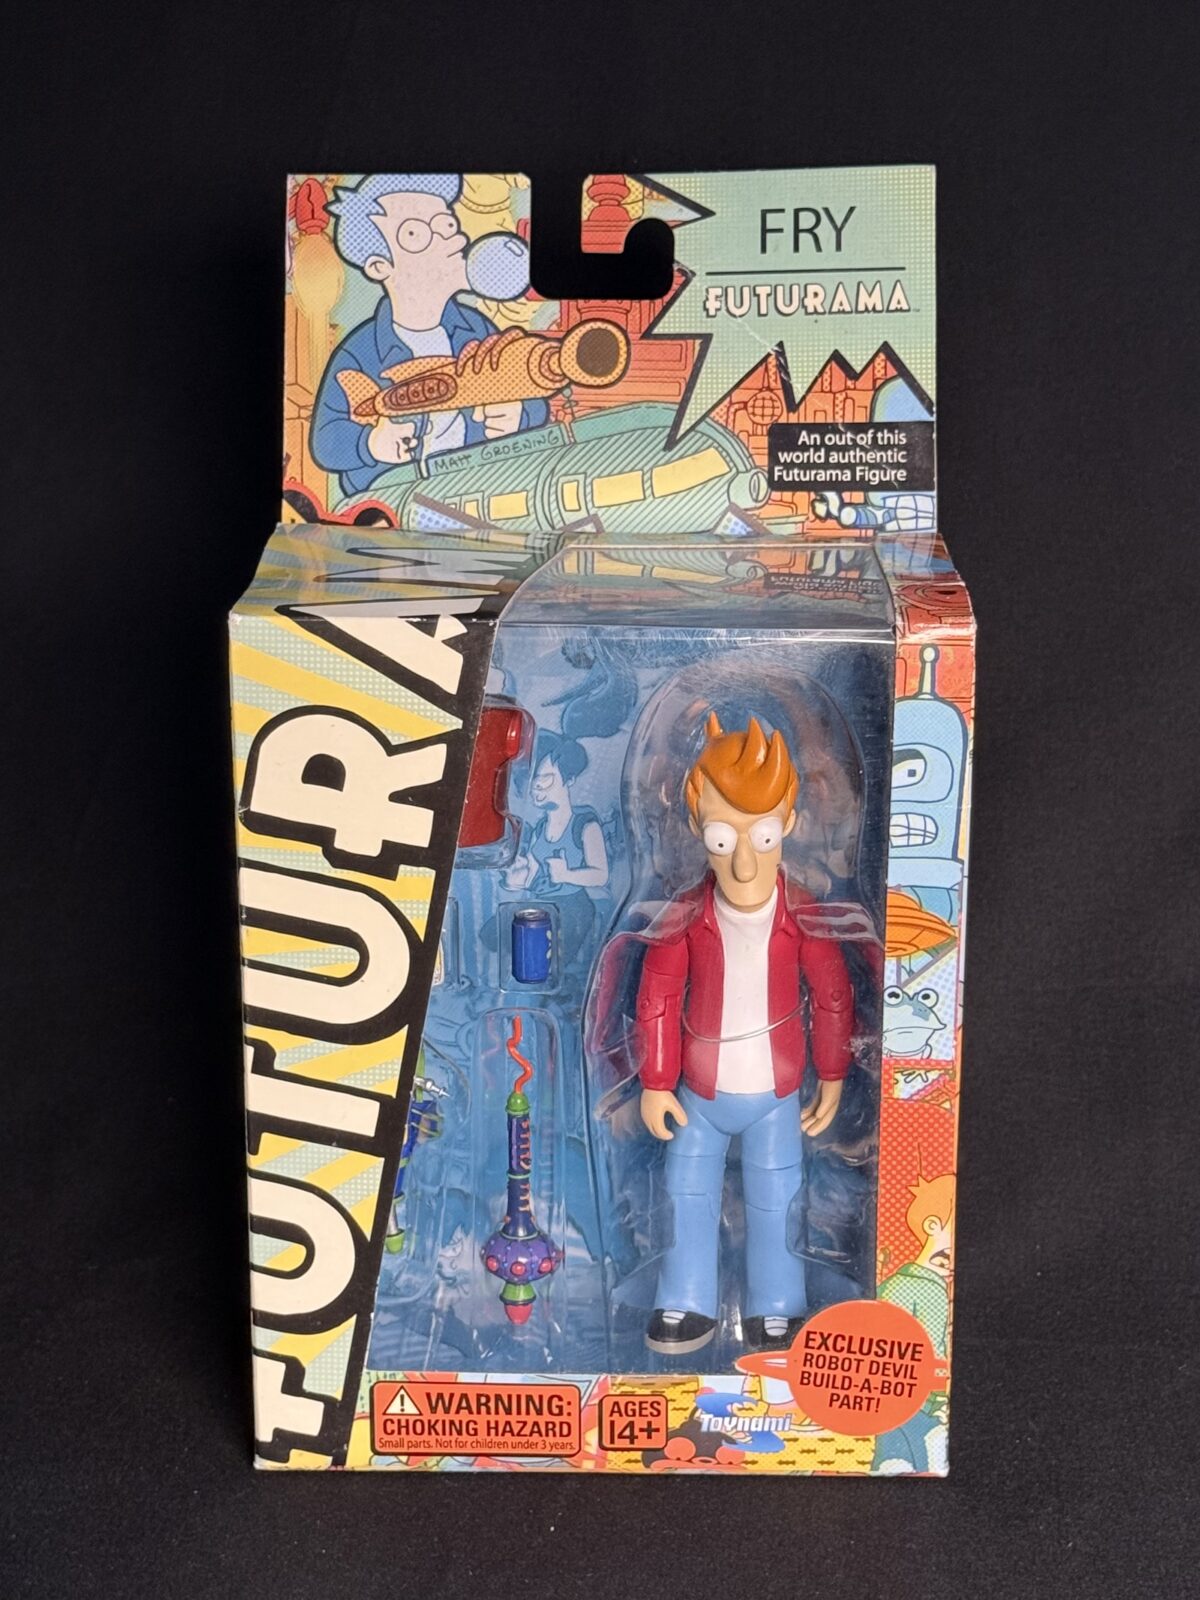 FRY
FUTURAMA
MATT GROENING
An out of this
world authentic
Futurama Figure
FUTURAMA
EXCLUSIVE
ROBOT DEVIL
BUILD-A-BOT
PART!
WARNING:
CHOKING HAZARD
Small parts. Not for children under 3 years.
AGES
14+
Toynami